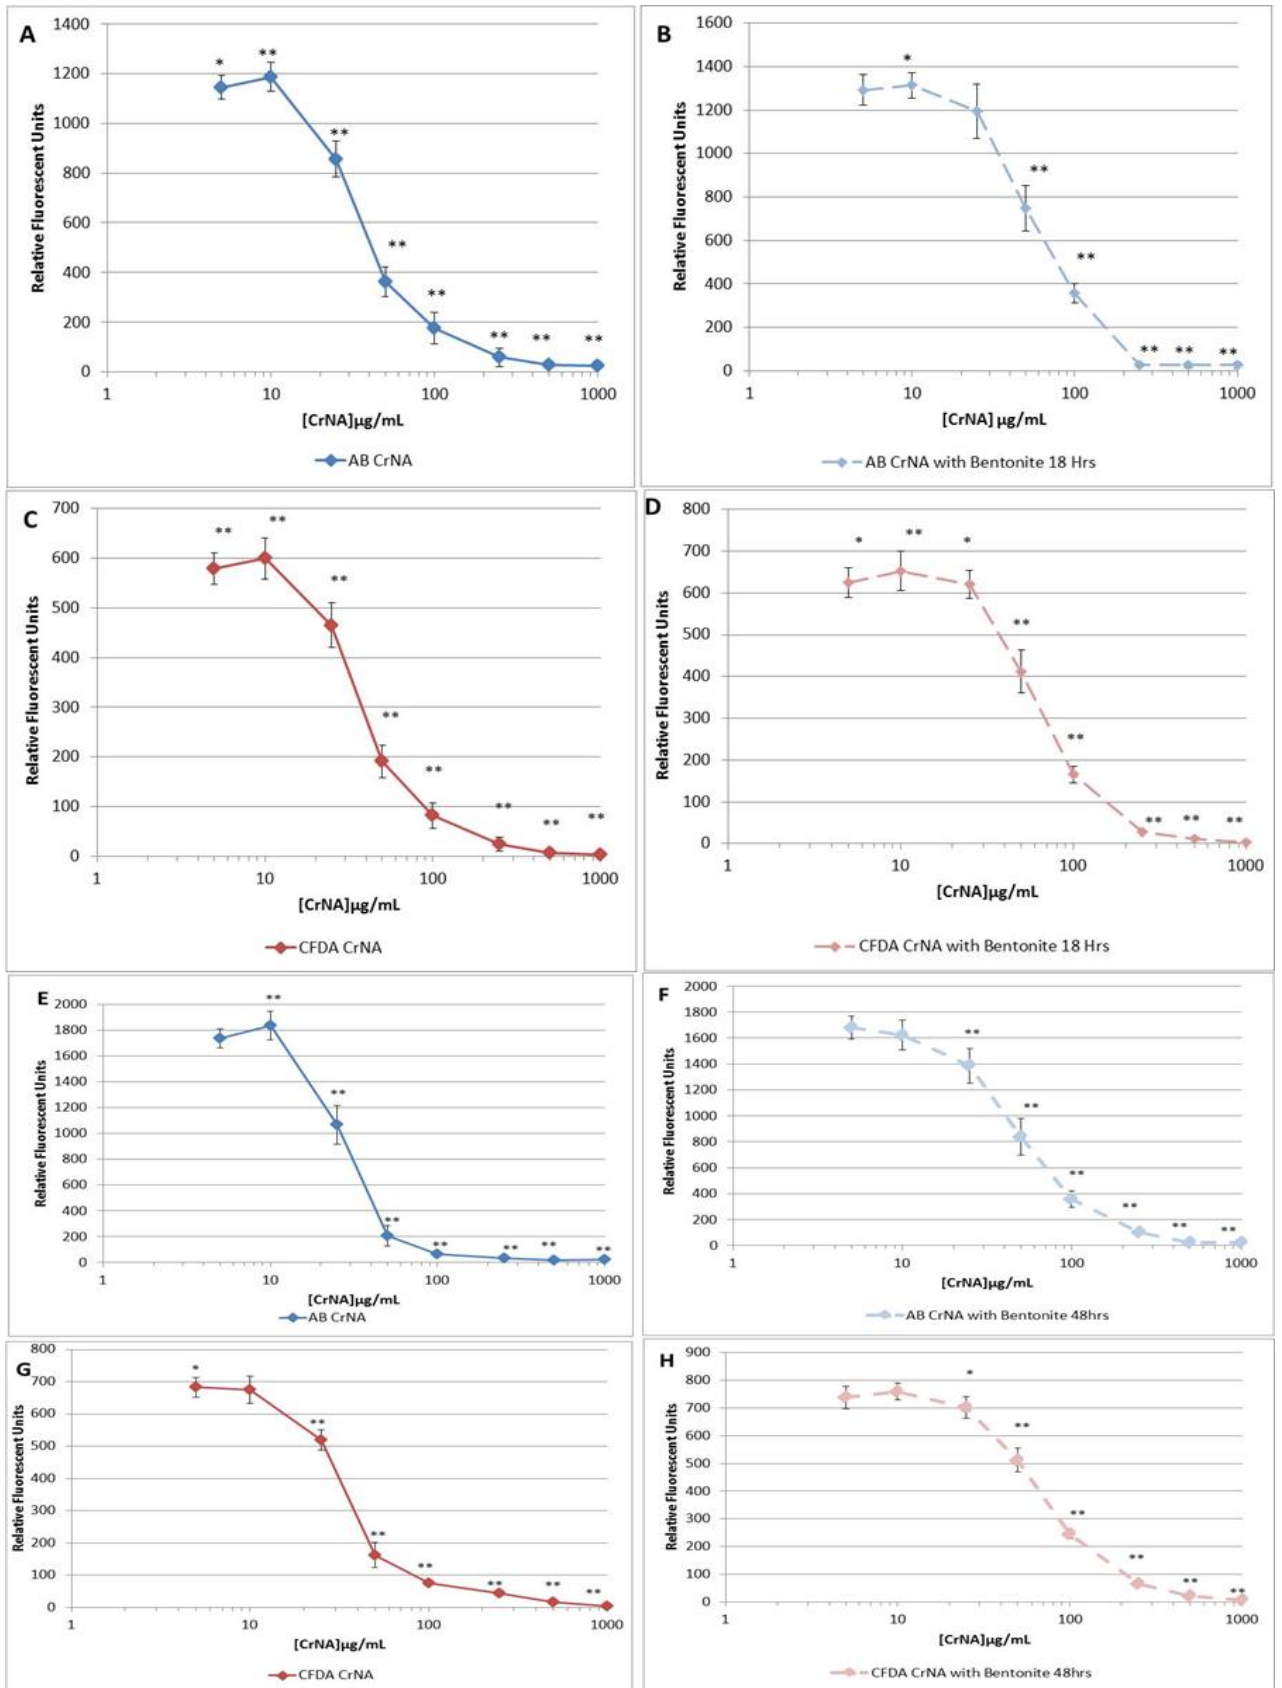 A
1400
1200
1000
800
600
400
200
0
Relative Fluorescent Units
* ** ** ** ** ** ** **
1 10 100 1000
[CrNA]µg/mL
AB CrNA
B
1600
1400
1200
1000
800
600
400
200
0
Relative Fluorescent Units
* ** ** ** ** **
1 10 100 1000
[CrNA] µg/mL
AB CrNA with Bentonite 18 Hrs
C
700
600
500
400
300
200
100
0
Relative Fluorescent Units
** ** ** ** ** ** ** **
1 10 100 1000
[CrNA]µg/mL
CFDA CrNA
D
800
700
600
500
400
300
200
100
0
Relative Fluorescent Units
* ** * ** ** ** ** **
1 10 100 1000
[CrNA]µg/mL
CFDA CrNA with Bentonite 18 Hrs
E
2000
1800
1600
1400
1200
1000
800
600
400
200
0
Relative Fluorescent Units
** ** ** ** ** ** **
1 10 100 1000
[CrNA]µg/mL
AB CrNA
F
2000
1800
1600
1400
1200
1000
800
600
400
200
0
Relative Fluorescent Units
** ** ** ** ** **
1 10 100 1000
[CrNA]µg/mL
AB CrNA with Bentonite 48hrs
G
800
700
600
500
400
300
200
100
0
Relative Fluorescent Units
* ** ** ** ** ** **
1 10 100 1000
[CrNA]µg/mL
CFDA CrNA
H
900
800
700
600
500
400
300
200
100
0
Relative Fluorescent Units
* ** ** ** ** **
1 10 100 1000
[CrNA]µg/mL
CFDA CrNA with Bentonite 48hrs